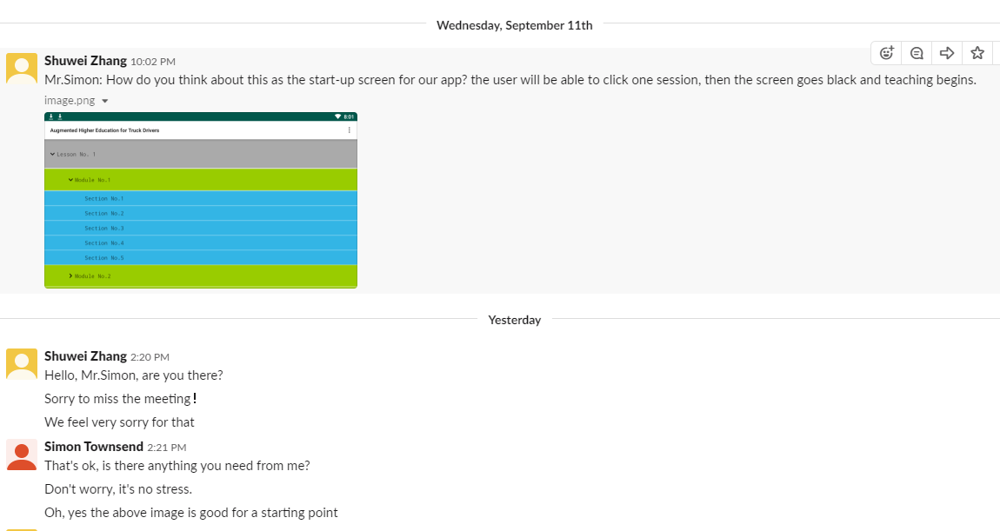 Wednesday, September 11th
Shuwei Zhang 10:02 PM
Mr.Simon: How do you think about this as the start-up screen for our app? the user will be able to click one session, then the screen goes black and teaching begins.
image.png
8:01
Augmented Higher Education for Truck Drivers
Lesson No. 1
Module No.1
Section No.1
Section No.2
Section No.3
Section No.4
Section No.5
Module No.2
Yesterday
Shuwei Zhang 2:20 PM
Hello, Mr.Simon, are you there?
Sorry to miss the meeting！
We feel very sorry for that
Simon Townsend 2:21 PM
That's ok, is there anything you need from me?
Don't worry, it's no stress.
Oh, yes the above image is good for a starting point